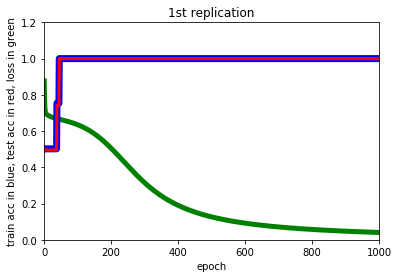 1st replication
train acc in blue, test acc in red, loss in green
1.2
1.0
0.8
0.6
0.4
0.2
0.0
0 200 400 600 800 1000
epoch